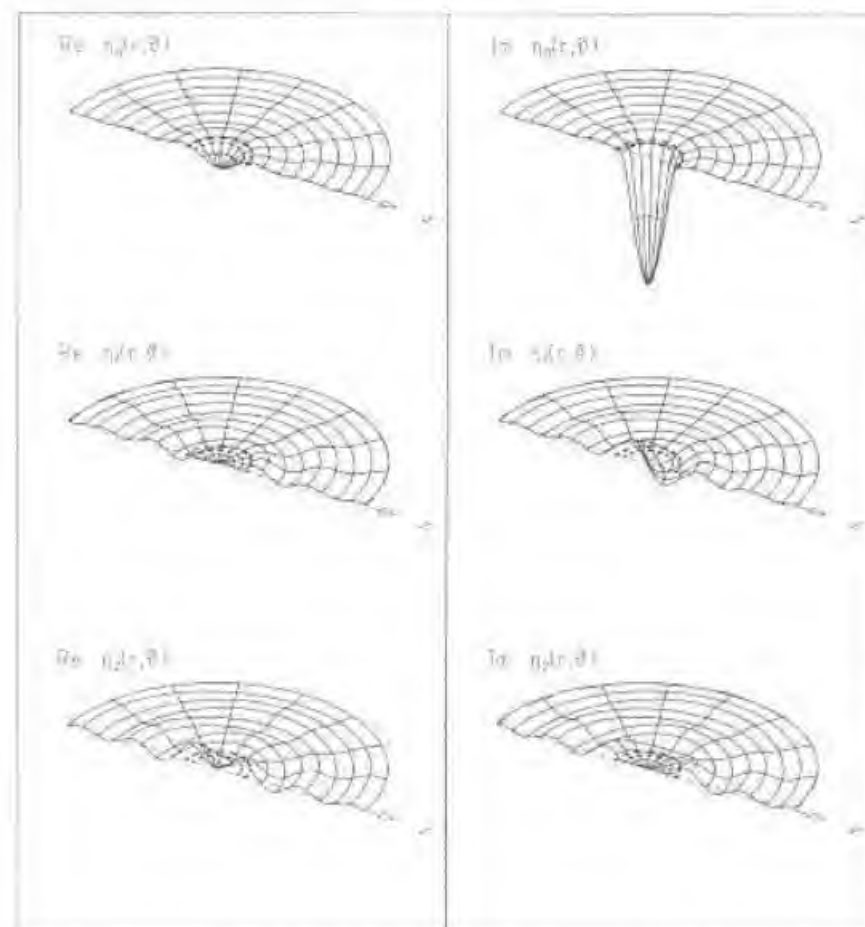 Re η₀(r,θ)
Im η₀(r,θ)
Re η₁(r,θ)
Im η₁(r,θ)
Re η₂(r,θ)
Im η₂(r,θ)